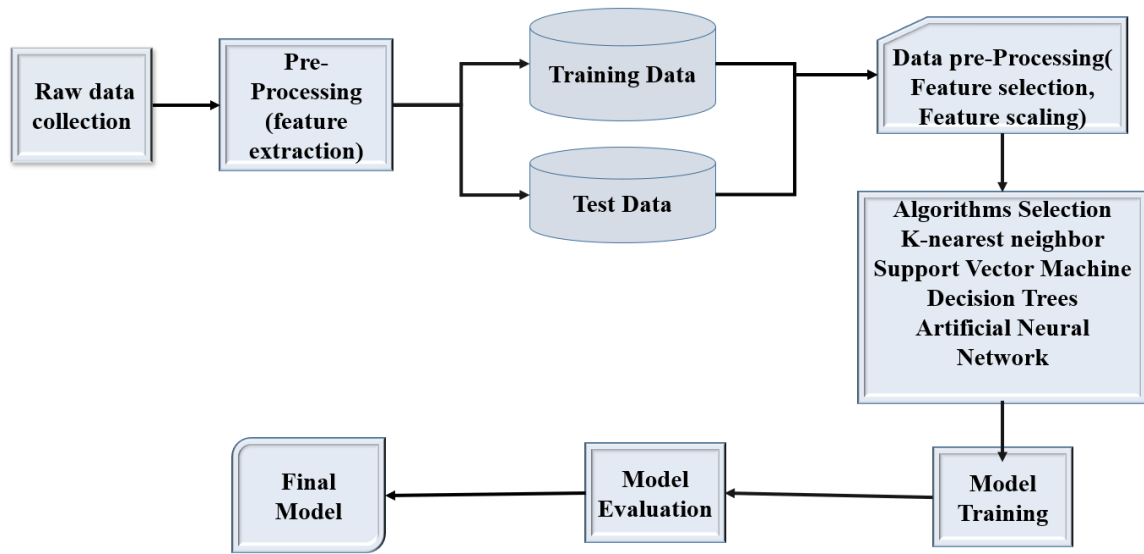 Raw data
collection
Pre-
Processing
(feature
extraction)
Training Data
Test Data
Data pre-Processing(
Feature selection,
Feature scaling)
Algorithms Selection
K-nearest neighbor
Support Vector Machine
Decision Trees
Artificial Neural
Network
Model
Training
Model
Evaluation
Final
Model